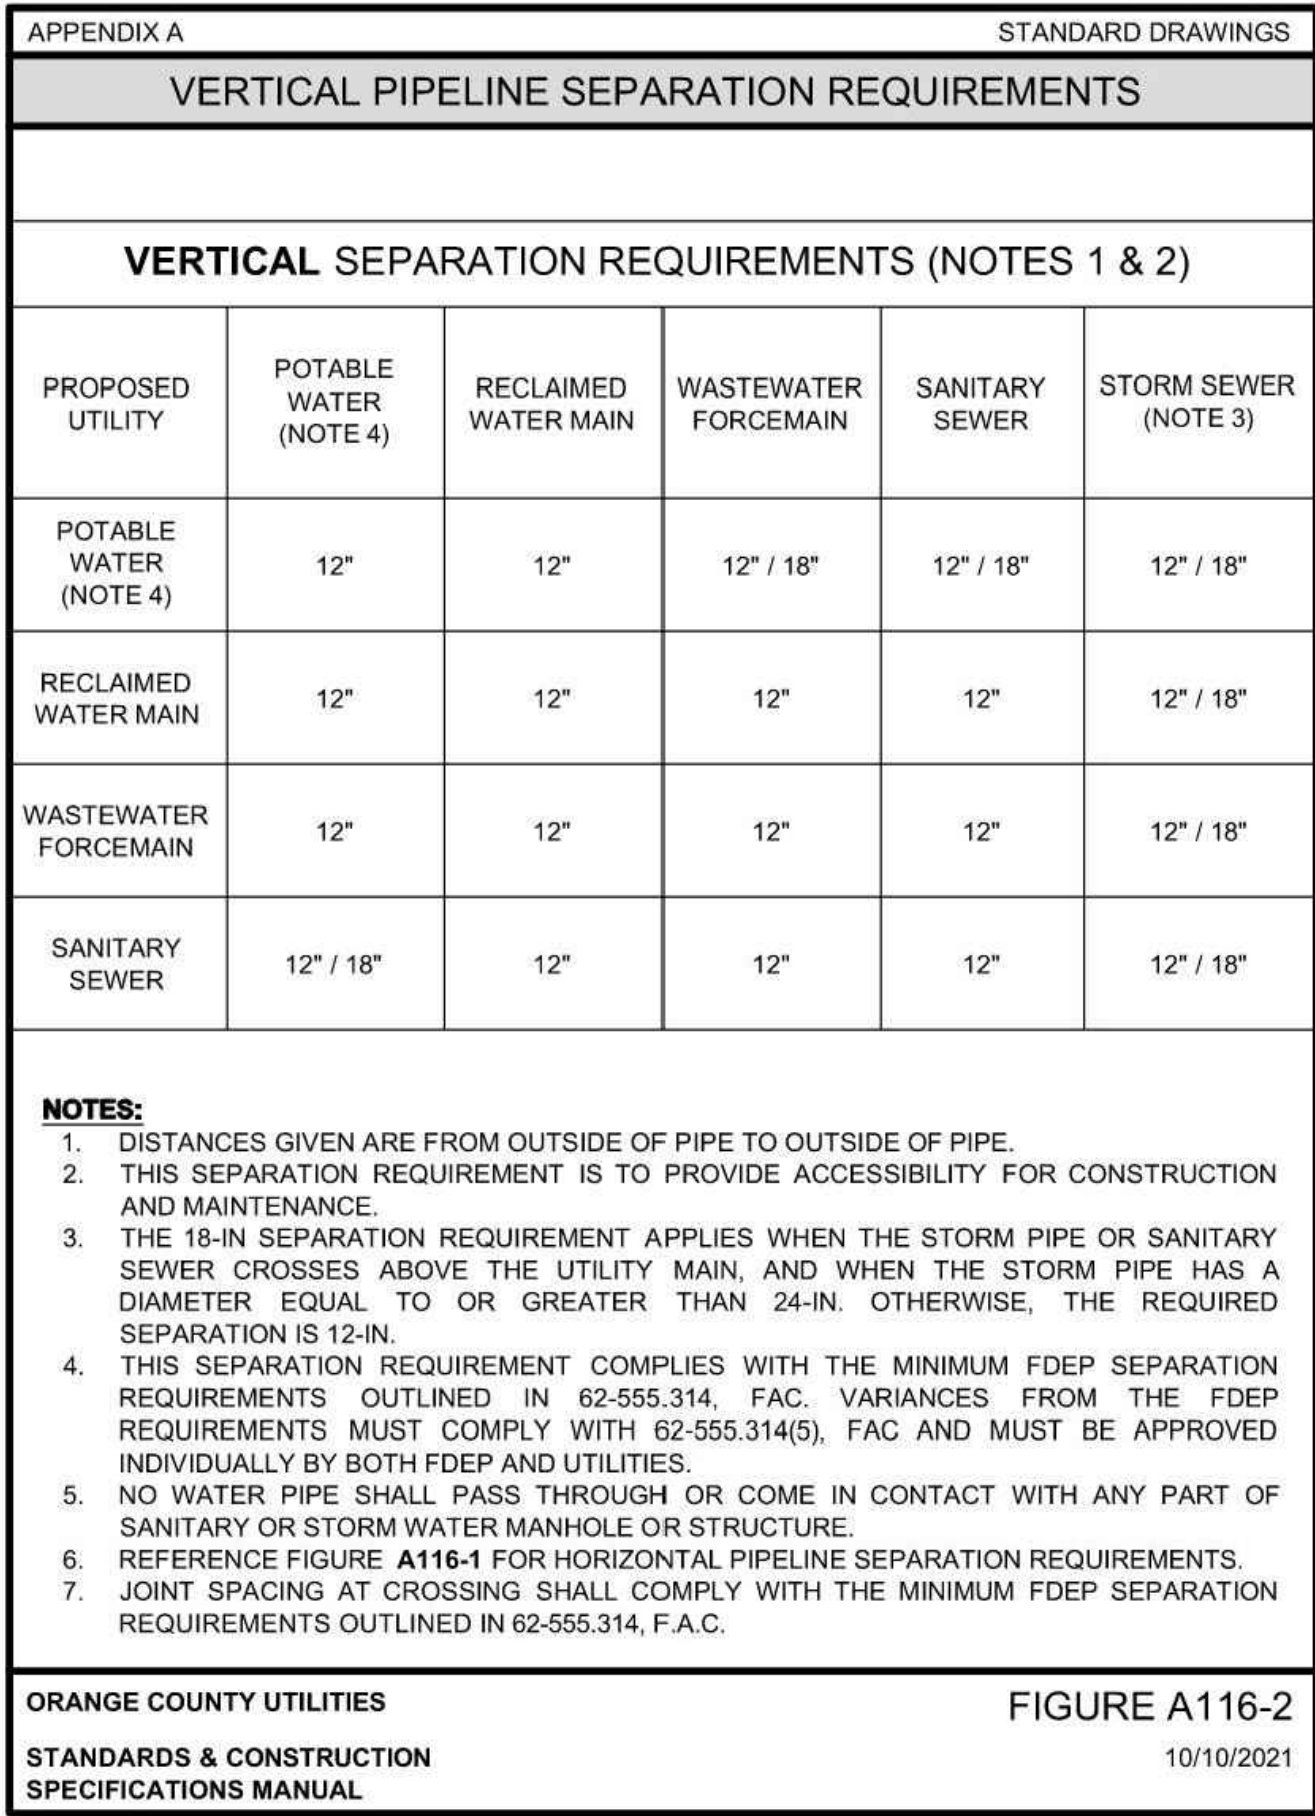 APPENDIX A
STANDARD DRAWINGS
VERTICAL PIPELINE SEPARATION REQUIREMENTS
VERTICAL SEPARATION REQUIREMENTS (NOTES 1 & 2)
PROPOSED
UTILITY
POTABLE
WATER
(NOTE 4)
RECLAIMED
WATER MAIN
WASTEWATER
FORCEMAIN
SANITARY
SEWER
STORM SEWER
(NOTE 3)
POTABLE
WATER
(NOTE 4)
12"
12"
12" / 18"
12" / 18"
12" / 18"
RECLAIMED
WATER MAIN
12"
12"
12"
12"
12" / 18"
WASTEWATER
FORCEMAIN
12"
12"
12"
12"
12" / 18"
SANITARY
SEWER
12" / 18"
12"
12"
12"
12" / 18"
NOTES:
1. DISTANCES GIVEN ARE FROM OUTSIDE OF PIPE TO OUTSIDE OF PIPE.
2. THIS SEPARATION REQUIREMENT IS TO PROVIDE ACCESSIBILITY FOR CONSTRUCTION
AND MAINTENANCE.
3. THE 18-IN SEPARATION REQUIREMENT APPLIES WHEN THE STORM PIPE OR SANITARY
SEWER CROSSES ABOVE THE UTILITY MAIN, AND WHEN THE STORM PIPE HAS A
DIAMETER EQUAL TO OR GREATER THAN 24-IN. OTHERWISE, THE REQUIRED
SEPARATION IS 12-IN.
4. THIS SEPARATION REQUIREMENT COMPLIES WITH THE MINIMUM FDEP SEPARATION
REQUIREMENTS OUTLINED IN 62-555.314, FAC. VARIANCES FROM THE FDEP
REQUIREMENTS MUST COMPLY WITH 62-555.314(5), FAC AND MUST BE APPROVED
INDIVIDUALLY BY BOTH FDEP AND UTILITIES.
5. NO WATER PIPE SHALL PASS THROUGH OR COME IN CONTACT WITH ANY PART OF
SANITARY OR STORM WATER MANHOLE OR STRUCTURE.
6. REFERENCE FIGURE A116-1 FOR HORIZONTAL PIPELINE SEPARATION REQUIREMENTS.
7. JOINT SPACING AT CROSSING SHALL COMPLY WITH THE MINIMUM FDEP SEPARATION
REQUIREMENTS OUTLINED IN 62-555.314, F.A.C.
ORANGE COUNTY UTILITIES
FIGURE A116-2
STANDARDS & CONSTRUCTION
SPECIFICATIONS MANUAL
10/10/2021